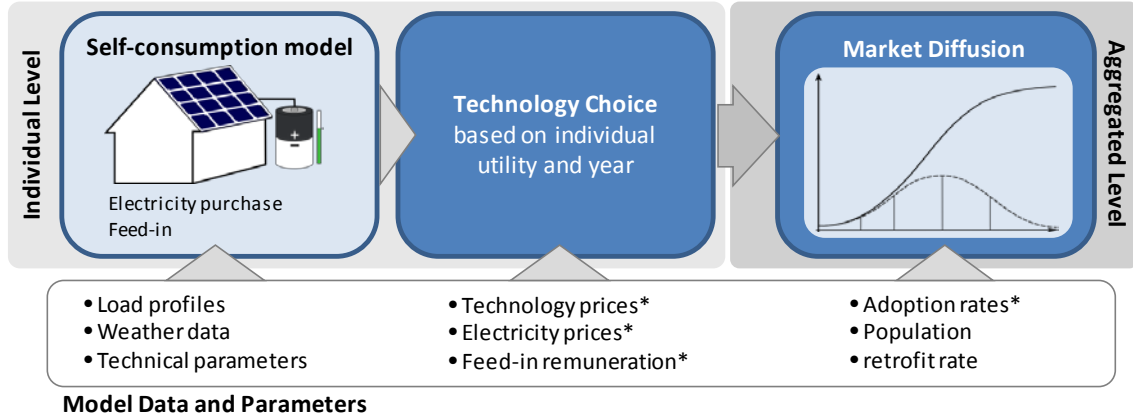 Individual Level
Self-consumption model
+
-
Electricity purchase
Feed-in
Technology Choice
based on individual
utility and year
Market Diffusion
Aggregated Level
• Load profiles
• Weather data
• Technical parameters
• Technology prices*
• Electricity prices*
• Feed-in remuneration*
• Adoption rates*
• Population
• retrofit rate
Model Data and Parameters